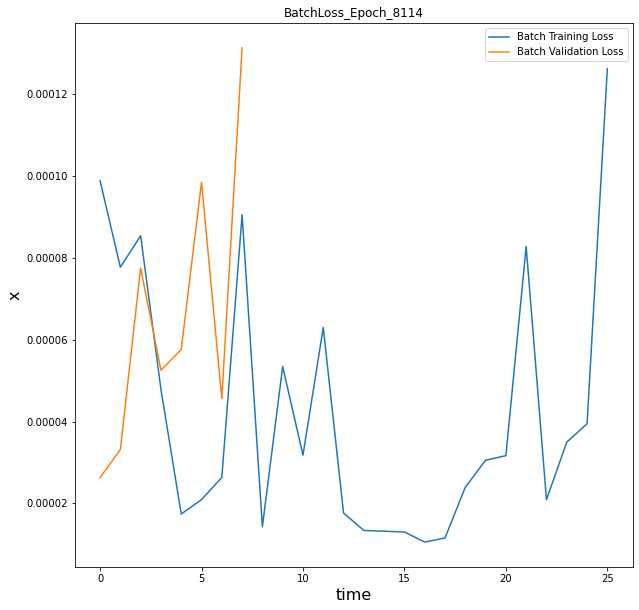 BatchLoss_Epoch_8114
Batch Training Loss
Batch Validation Loss
x
0.00012
0.00010
0.00008
0.00006
0.00004
0.00002
0 5 10 15 20 25
time